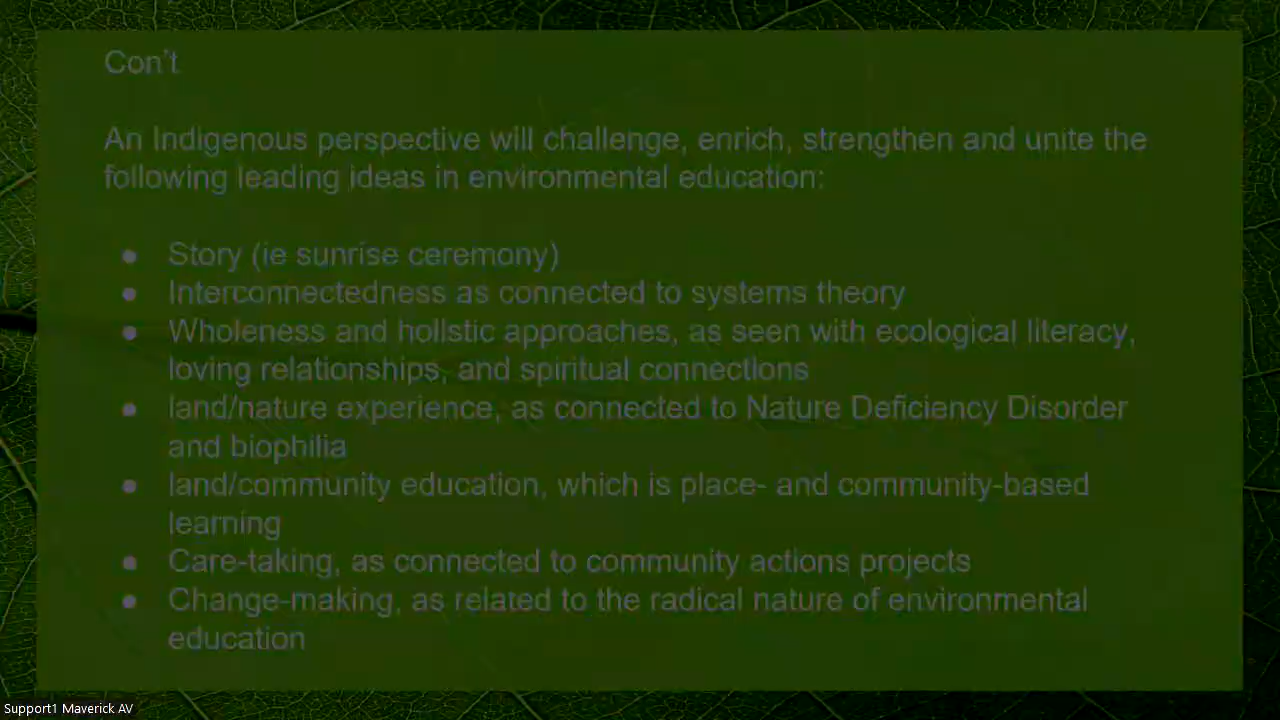 Con't
An Indigenous perspective will challenge, enrich, strengthen and unite the
following leading ideas in environmental education:
● Story (ie sunrise ceremony)
● Interconnectedness as connected to systems theory
● Wholeness and holistic approaches, as seen with ecological literacy,
loving relationships, and spiritual connections
● land/nature experience, as connected to Nature Deficiency Disorder
and biophilia
● land/community education, which is place- and community-based
learning
● Care-taking, as connected to community actions projects
● Change-making, as related to the radical nature of environmental
education
Support1 Maverick AV